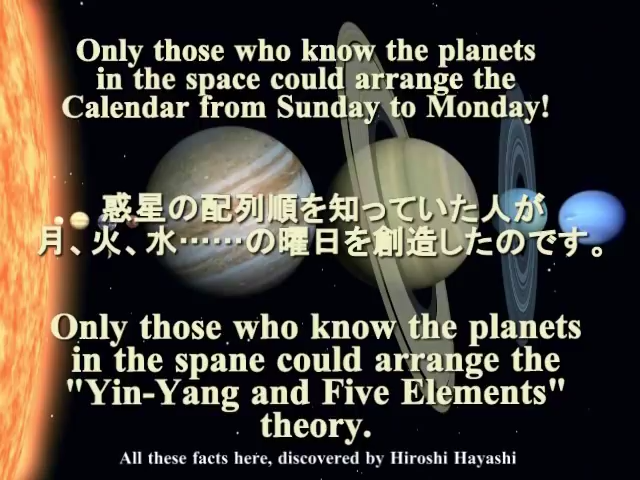 Only those who know the planets
in the space could arrange the
Calendar from Sunday to Monday!
惑星の配列順を知っていた人が
月、火、水……の曜日を創造したのです。
Only those who know the planets
in the spane could arrange the
"Yin-Yang and Five Elements"
theory.
All these facts here, discovered by Hiroshi Hayashi